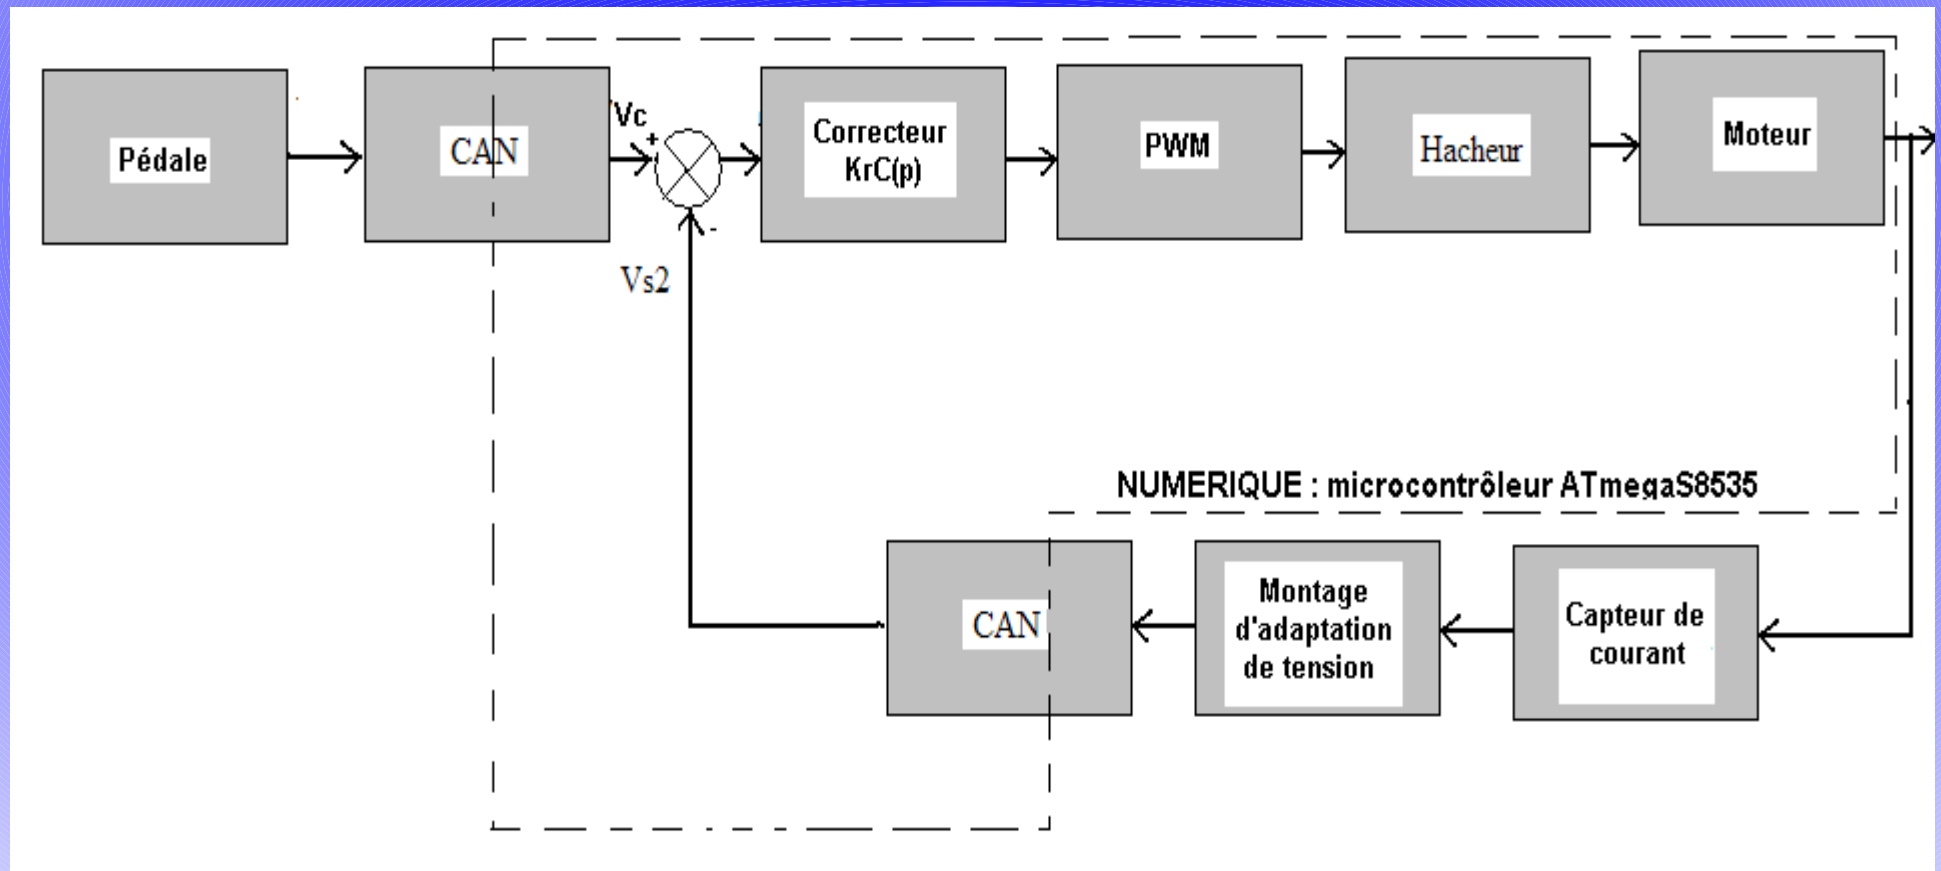 Pédale
CAN
Vc
+
Correcteur
KrC(p)
PWM
Hacheur
Moteur
-
Vs2
NUMERIQUE : microcontrôleur ATmegaS8535
CAN
Montage
d'adaptation
de tension
Capteur de
courant